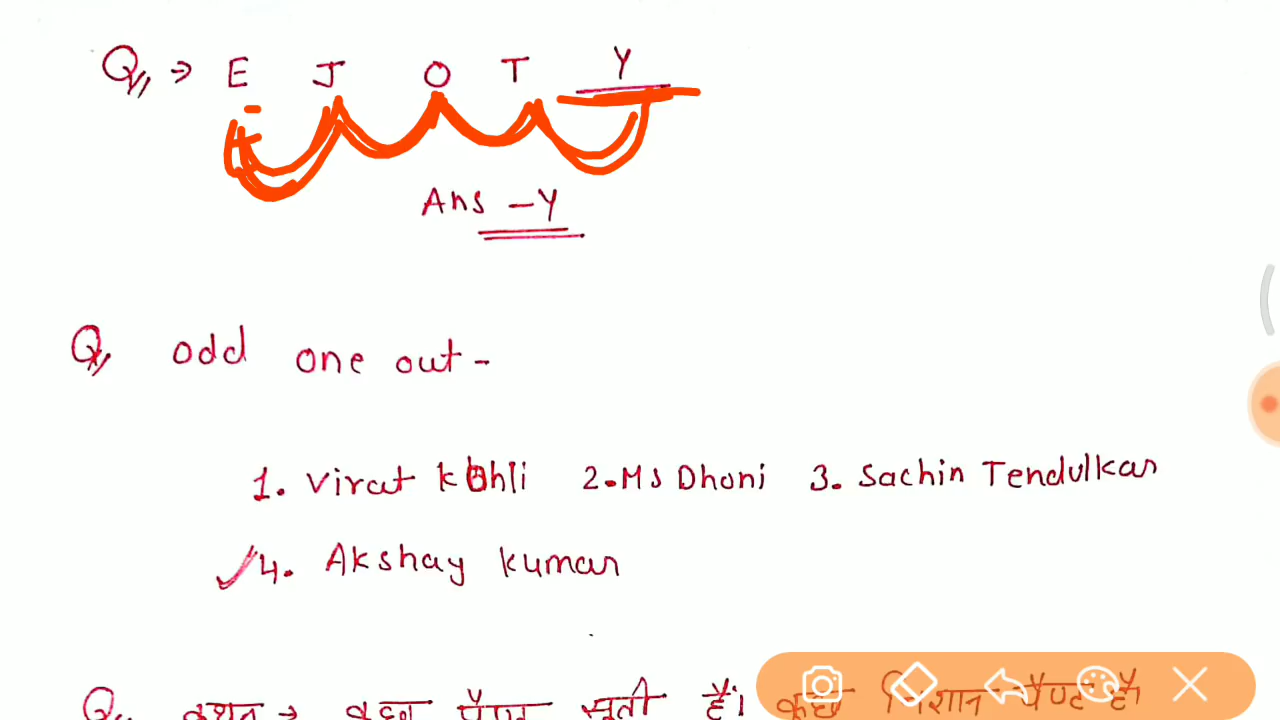 Q,, → E J O T Y
Ans - Y
Q,, odd one out -
1. Virat Kohli 2. MS Dhoni 3. Sachin Tendulkar
✓4. Akshay Kumar
Q,,